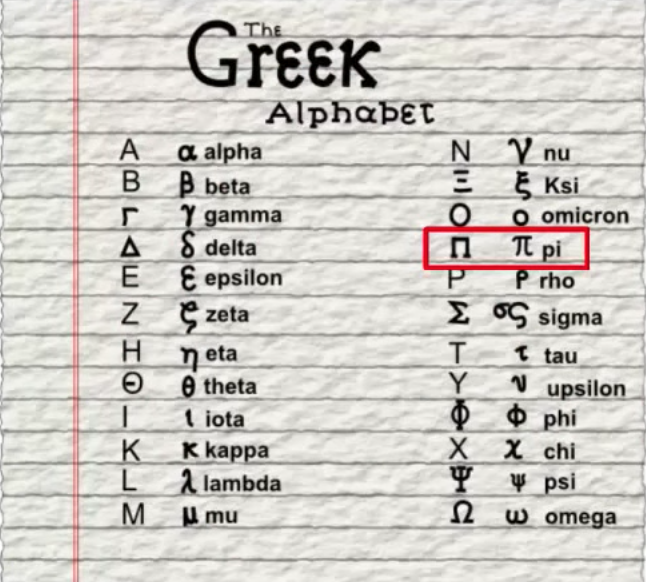 The
Greek
Alphabet
Α α alpha
Β β beta
Γ γ gamma
Δ δ delta
Ε ε epsilon
Ζ ζ zeta
Η η eta
Θ θ theta
Ι ι iota
Κ κ kappa
L λ lambda
Μ μ mu
Ν ν nu
Ξ ξ Ksi
Ο ο omicron
Π π pi
Ρ ρ rho
Σ σς sigma
Τ τ tau
Υ υ upsilon
Φ φ phi
Χ χ chi
Ψ ψ psi
Ω ω omega